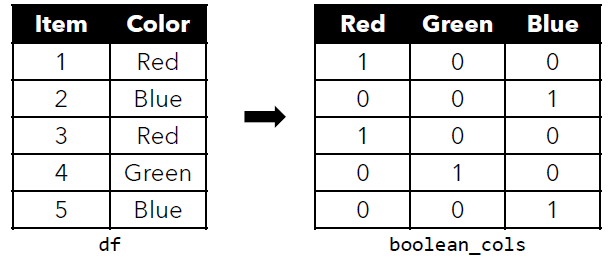 Item Color Red Green Blue
1 Red 1 0 0
2 Blue 0 0 1
3 Red 1 0 0
4 Green 0 1 0
5 Blue 0 0 1
df boolean_cols